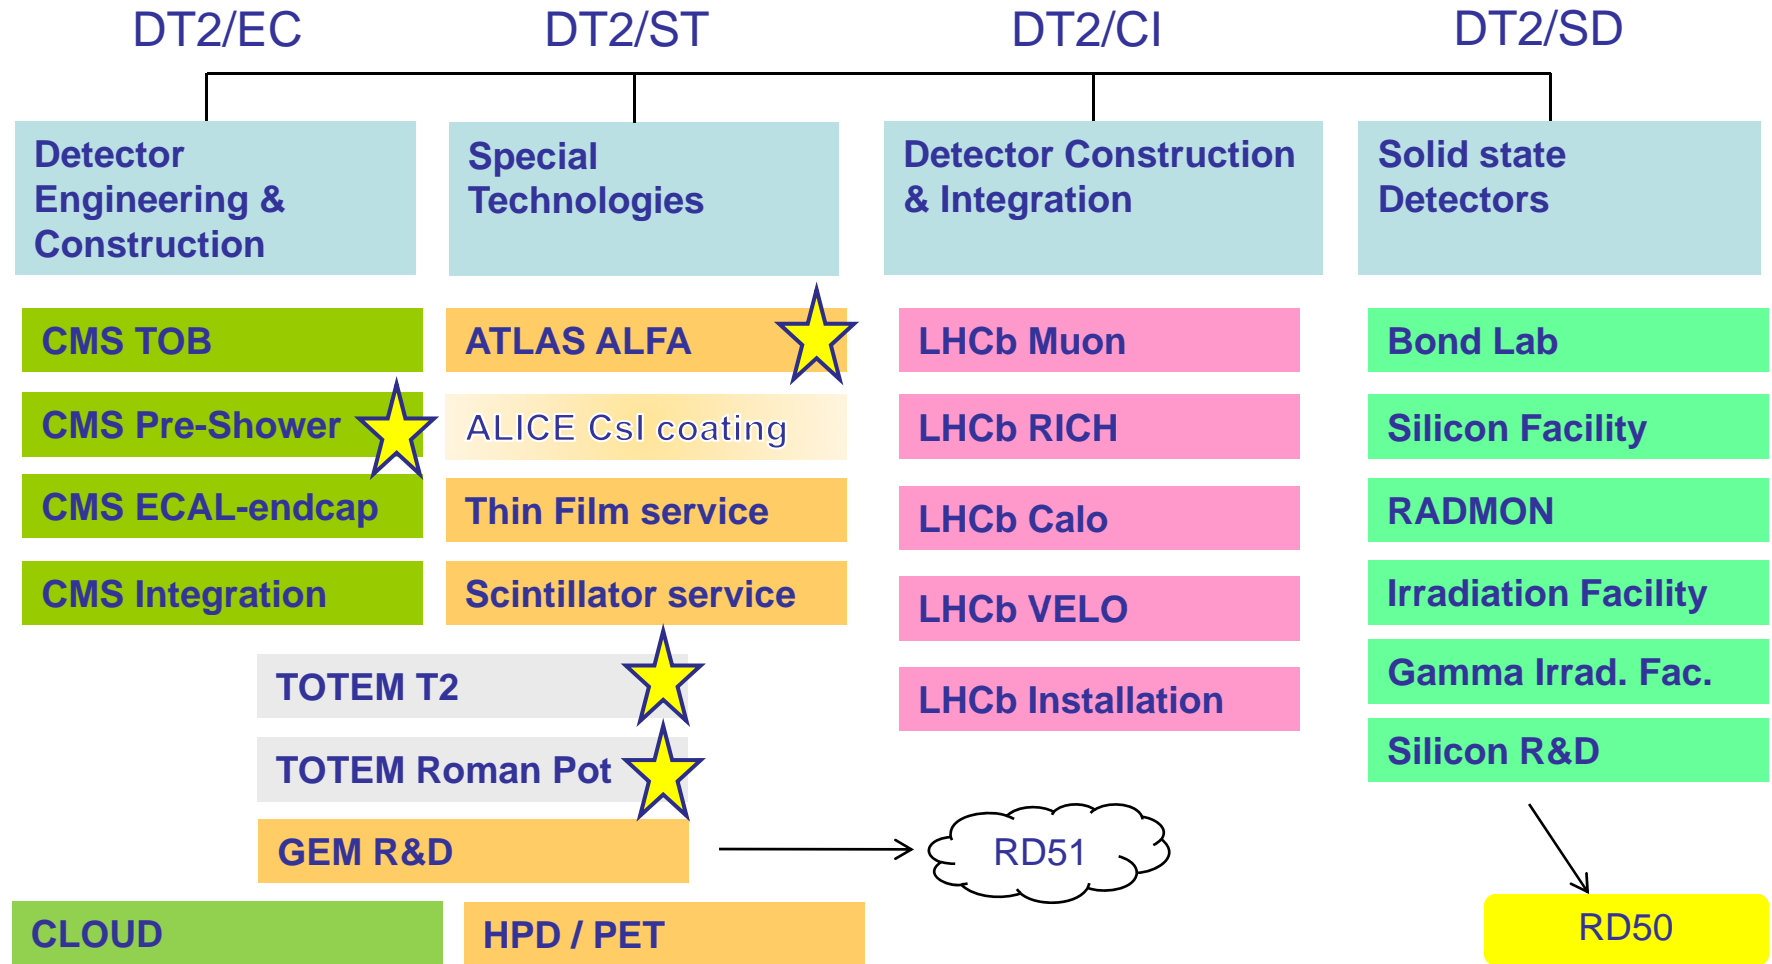 DT2/EC
DT2/ST
DT2/CI
DT2/SD
Detector
Engineering &
Construction
Special
Technologies
Detector Construction
& Integration
Solid state
Detectors
CMS TOB
CMS Pre-Shower
CMS ECAL-endcap
CMS Integration
ATLAS ALFA
ALICE CsI coating
Thin Film service
Scintillator service
TOTEM T2
TOTEM Roman Pot
GEM R&D
CLOUD
HPD / PET
LHCb Muon
LHCb RICH
LHCb Calo
LHCb VELO
LHCb Installation
RD51
Bond Lab
Silicon Facility
RADMON
Irradiation Facility
Gamma Irrad. Fac.
Silicon R&D
RD50